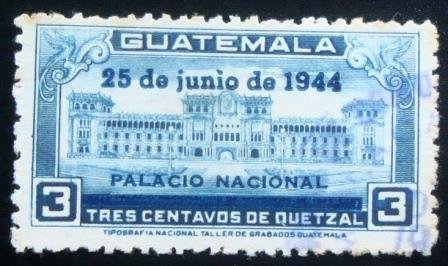 GUATEMALA
25 de junio de 1944
PALACIO NACIONAL
3 3
TRES CENTAVOS DE QUETZAL
TIPOGRAFIA NACIONAL TALLER DE GRABADOS GUATEMALA